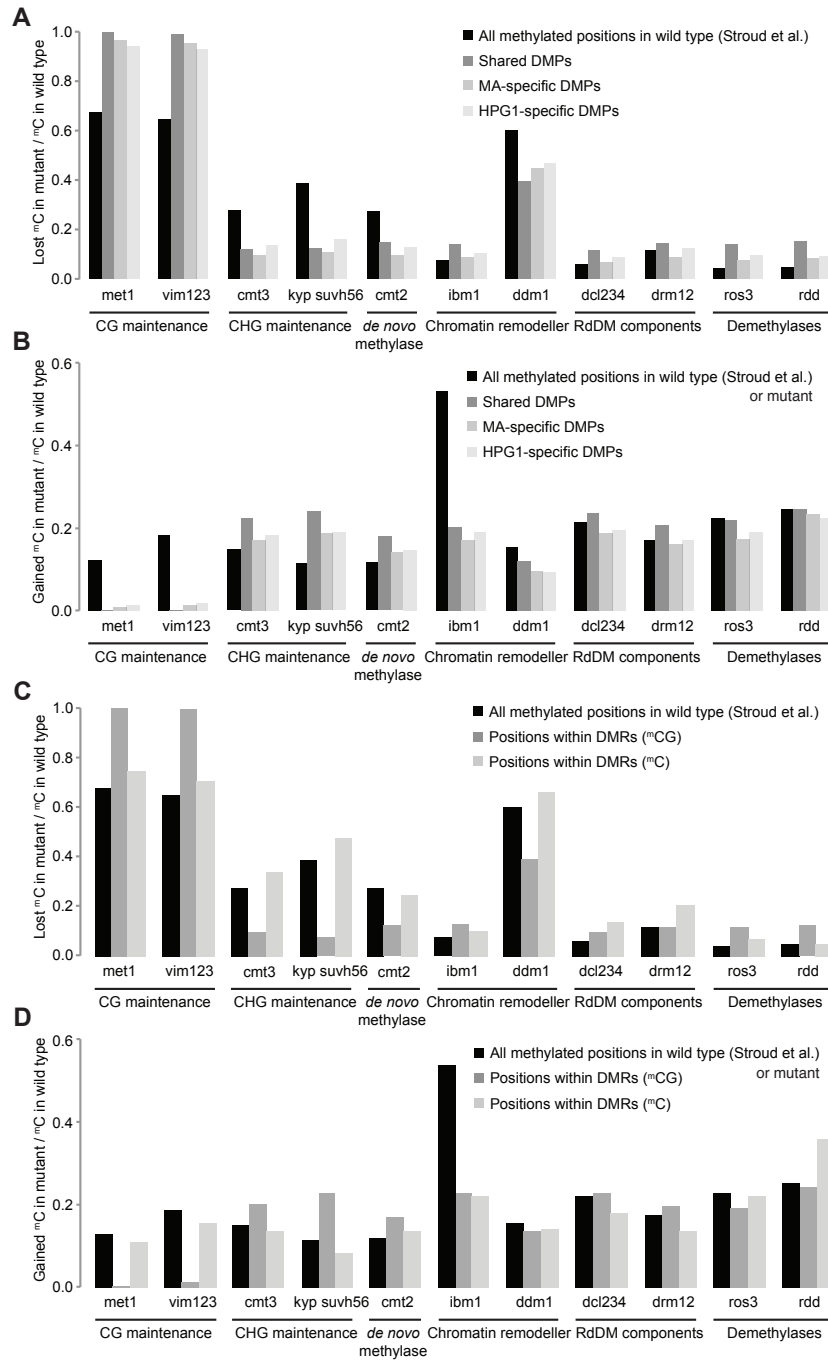 A
Lost ᵐC in mutant / ᵐC in wild type
1.0
0.8
0.6
0.4
0.2
0.0
All methylated positions in wild type (Stroud et al.)
Shared DMPs
MA-specific DMPs
HPG1-specific DMPs
met1 vim123 cmt3 kyp suvh56 cmt2 ibm1 ddm1 dcl234 drm12 ros3 rdd
CG maintenance CHG maintenance de novo methylase Chromatin remodeller RdDM components Demethylases
B
Gained ᵐC in mutant / ᵐC in wild type
0.6
0.4
0.2
0.0
All methylated positions in wild type (Stroud et al.)
or mutant
Shared DMPs
MA-specific DMPs
HPG1-specific DMPs
met1 vim123 cmt3 kyp suvh56 cmt2 ibm1 ddm1 dcl234 drm12 ros3 rdd
CG maintenance CHG maintenance de novo methylase Chromatin remodeller RdDM components Demethylases
C
Lost ᵐC in mutant / ᵐC in wild type
1.0
0.8
0.6
0.4
0.2
0.0
All methylated positions in wild type (Stroud et al.)
Positions within DMRs (ᵐCG)
Positions within DMRs (ᵐC)
met1 vim123 cmt3 kyp suvh56 cmt2 ibm1 ddm1 dcl234 drm12 ros3 rdd
CG maintenance CHG maintenance de novo methylase Chromatin remodeller RdDM components Demethylases
D
Gained ᵐC in mutant / ᵐC in wild type
0.6
0.4
0.2
0.0
All methylated positions in wild type (Stroud et al.)
or mutant
Positions within DMRs (ᵐCG)
Positions within DMRs (ᵐC)
met1 vim123 cmt3 kyp suvh56 cmt2 ibm1 ddm1 dcl234 drm12 ros3 rdd
CG maintenance CHG maintenance de novo methylase Chromatin remodeller RdDM components Demethylases